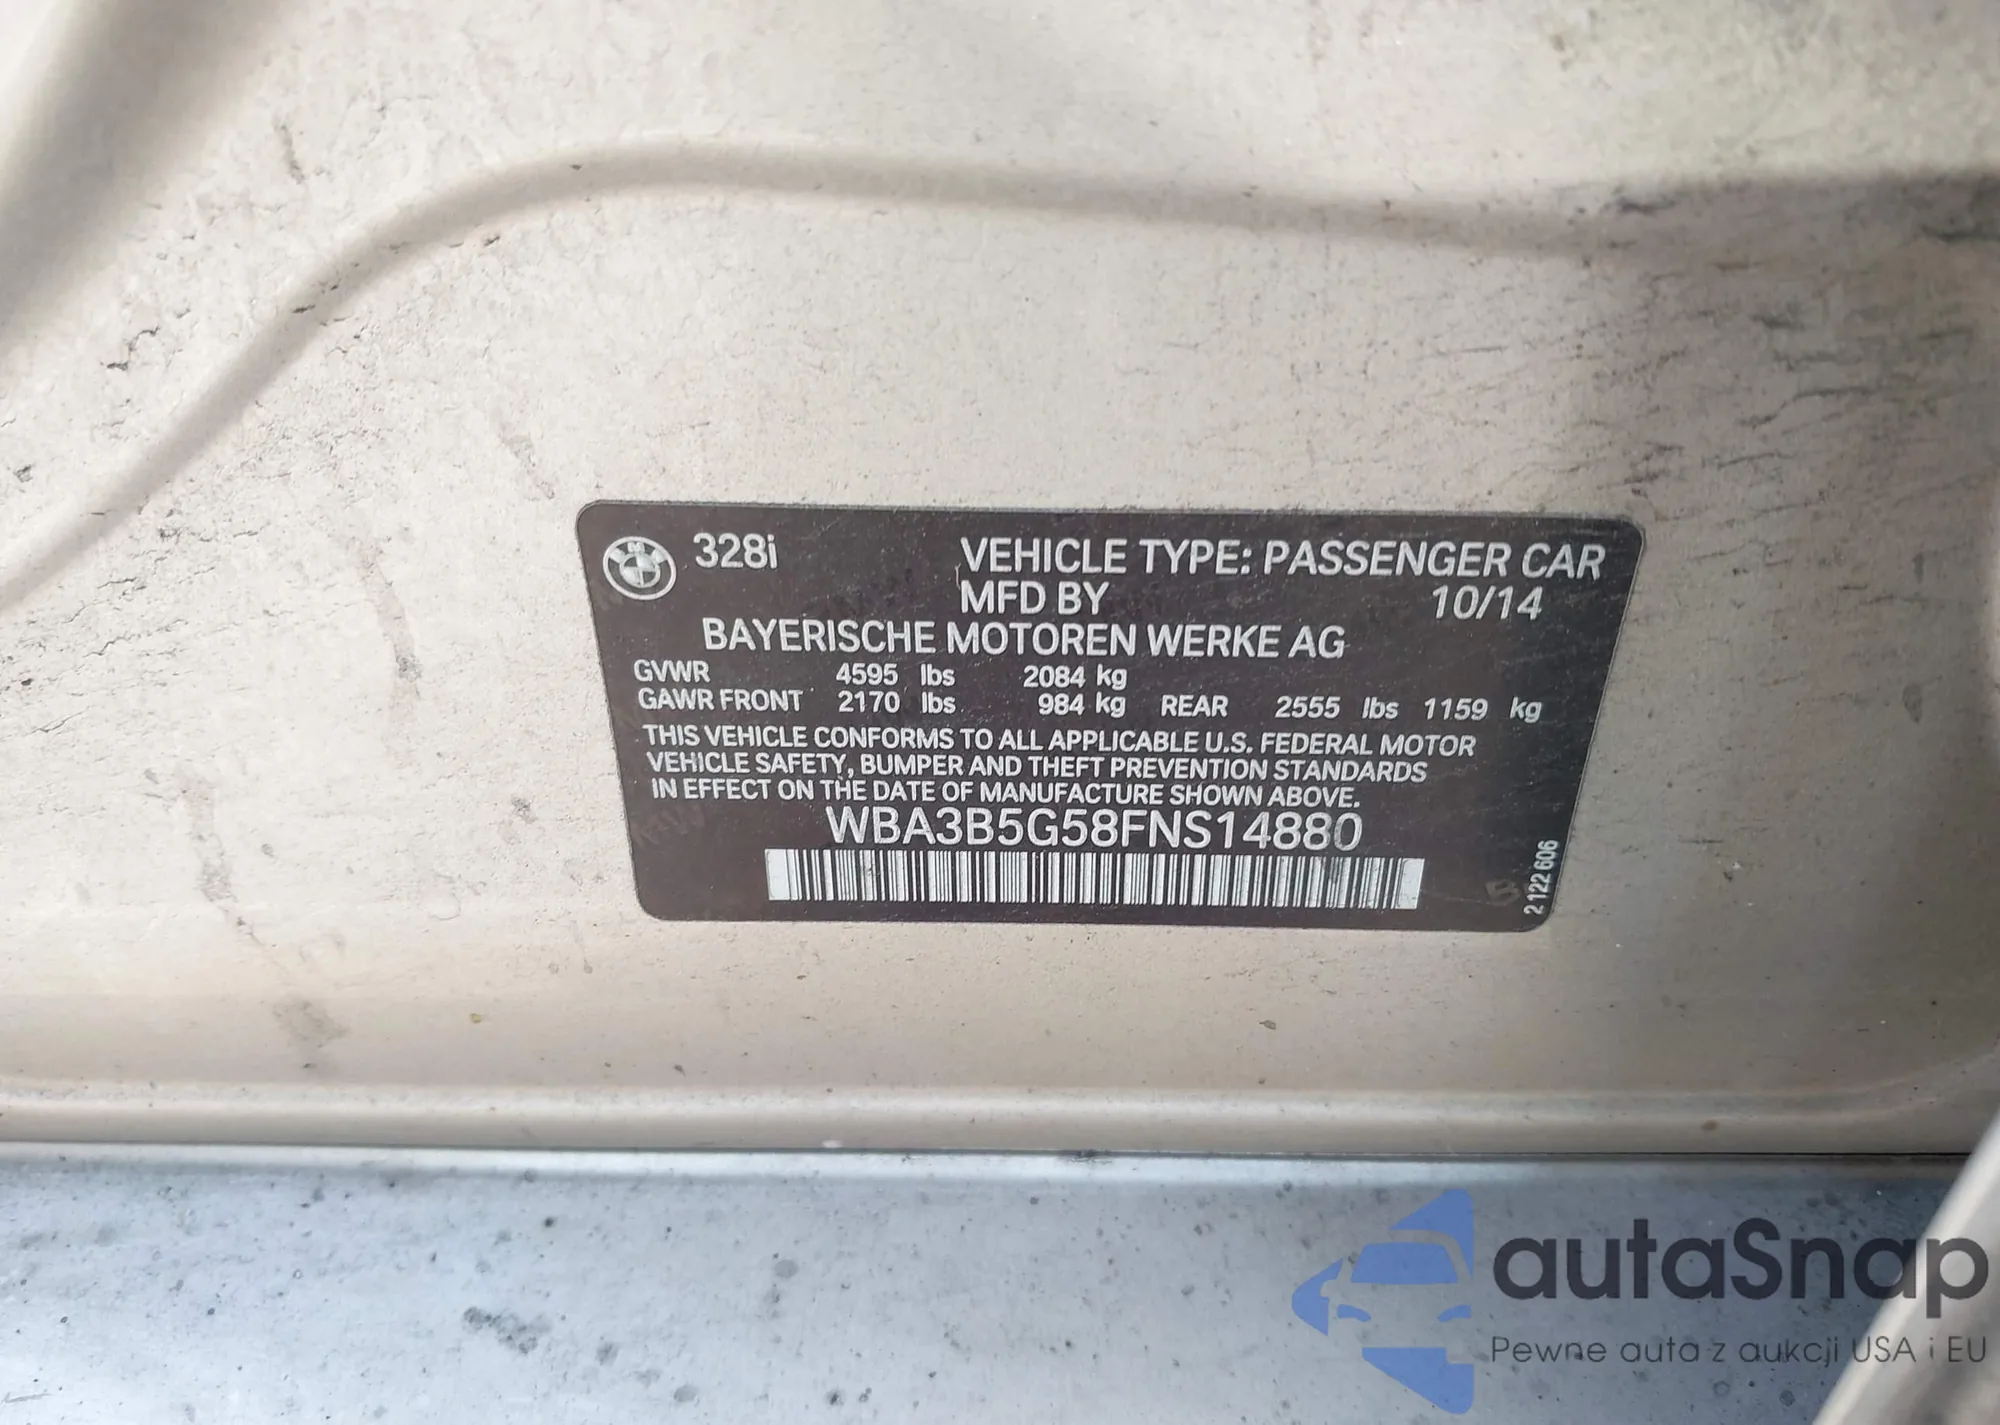 328i VEHICLE TYPE: PASSENGER CAR
MFD BY 10/14
BAYERISCHE MOTOREN WERKE AG
GVWR 4595 lbs 2084 kg
GAWR FRONT 2170 lbs 984 kg REAR 2555 lbs 1159 kg
THIS VEHICLE CONFORMS TO ALL APPLICABLE U.S. FEDERAL MOTOR
VEHICLE SAFETY, BUMPER AND THEFT PREVENTION STANDARDS
IN EFFECT ON THE DATE OF MANUFACTURE SHOWN ABOVE.
WBA3B5G58FNS14880
2122606
autaSnap
Pewne auta z aukcji USA i EU